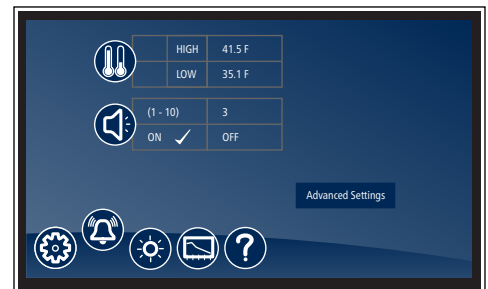 HIGH 41.5 F
LOW 35.1 F
(1 - 10) 3
ON ✓ OFF
Advanced Settings
?